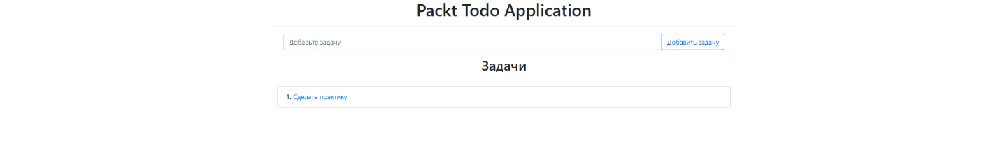 Packt Todo Application
Добавьте задачу
Добавить задачу
Задачи
1. Сделать практику